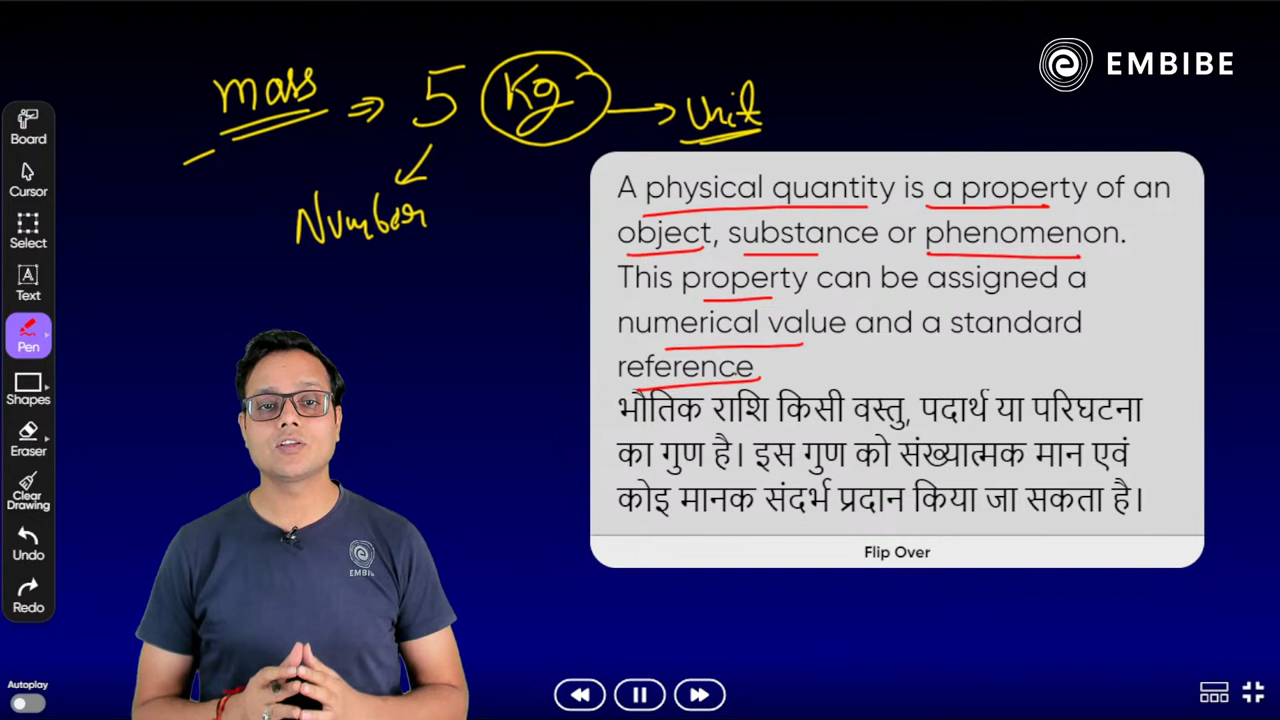 EMBIBE
mass ⇒ 5 Kg → Unit
Number
Board
Cursor
Select
Text
Pen
Shapes
Eraser
Clear
Drawing
Undo
Redo
A physical quantity is a property of an
object, substance or phenomenon.
This property can be assigned a
numerical value and a standard
reference
भौतिक राशि किसी वस्तु, पदार्थ या परिघटना
का गुण है। इस गुण को संख्यात्मक मान एवं
कोइ मानक संदर्भ प्रदान किया जा सकता है।
Flip Over
Autoplay